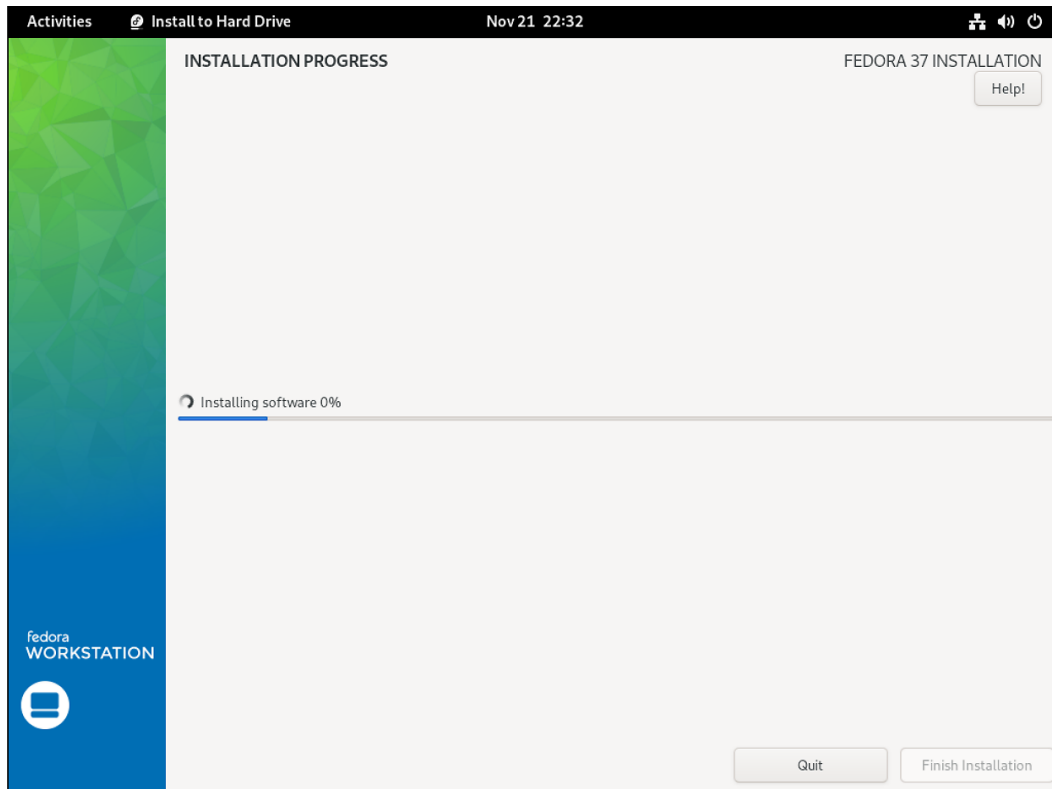 Activities Install to Hard Drive Nov 21 22:32
INSTALLATION PROGRESS FEDORA 37 INSTALLATION
Help!
Installing software 0%
fedora
WORKSTATION
Quit Finish Installation